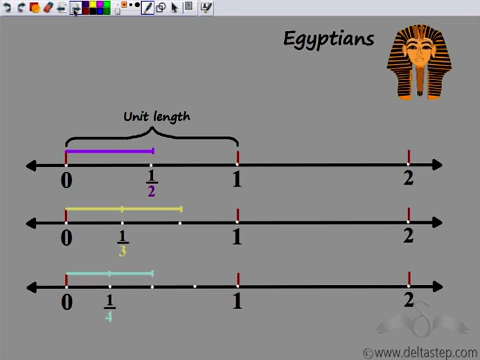 Egyptians
Unit length
0 1/2 1 2
0 1/3 1 2
0 1/4 1 2
©www.deltastep.com